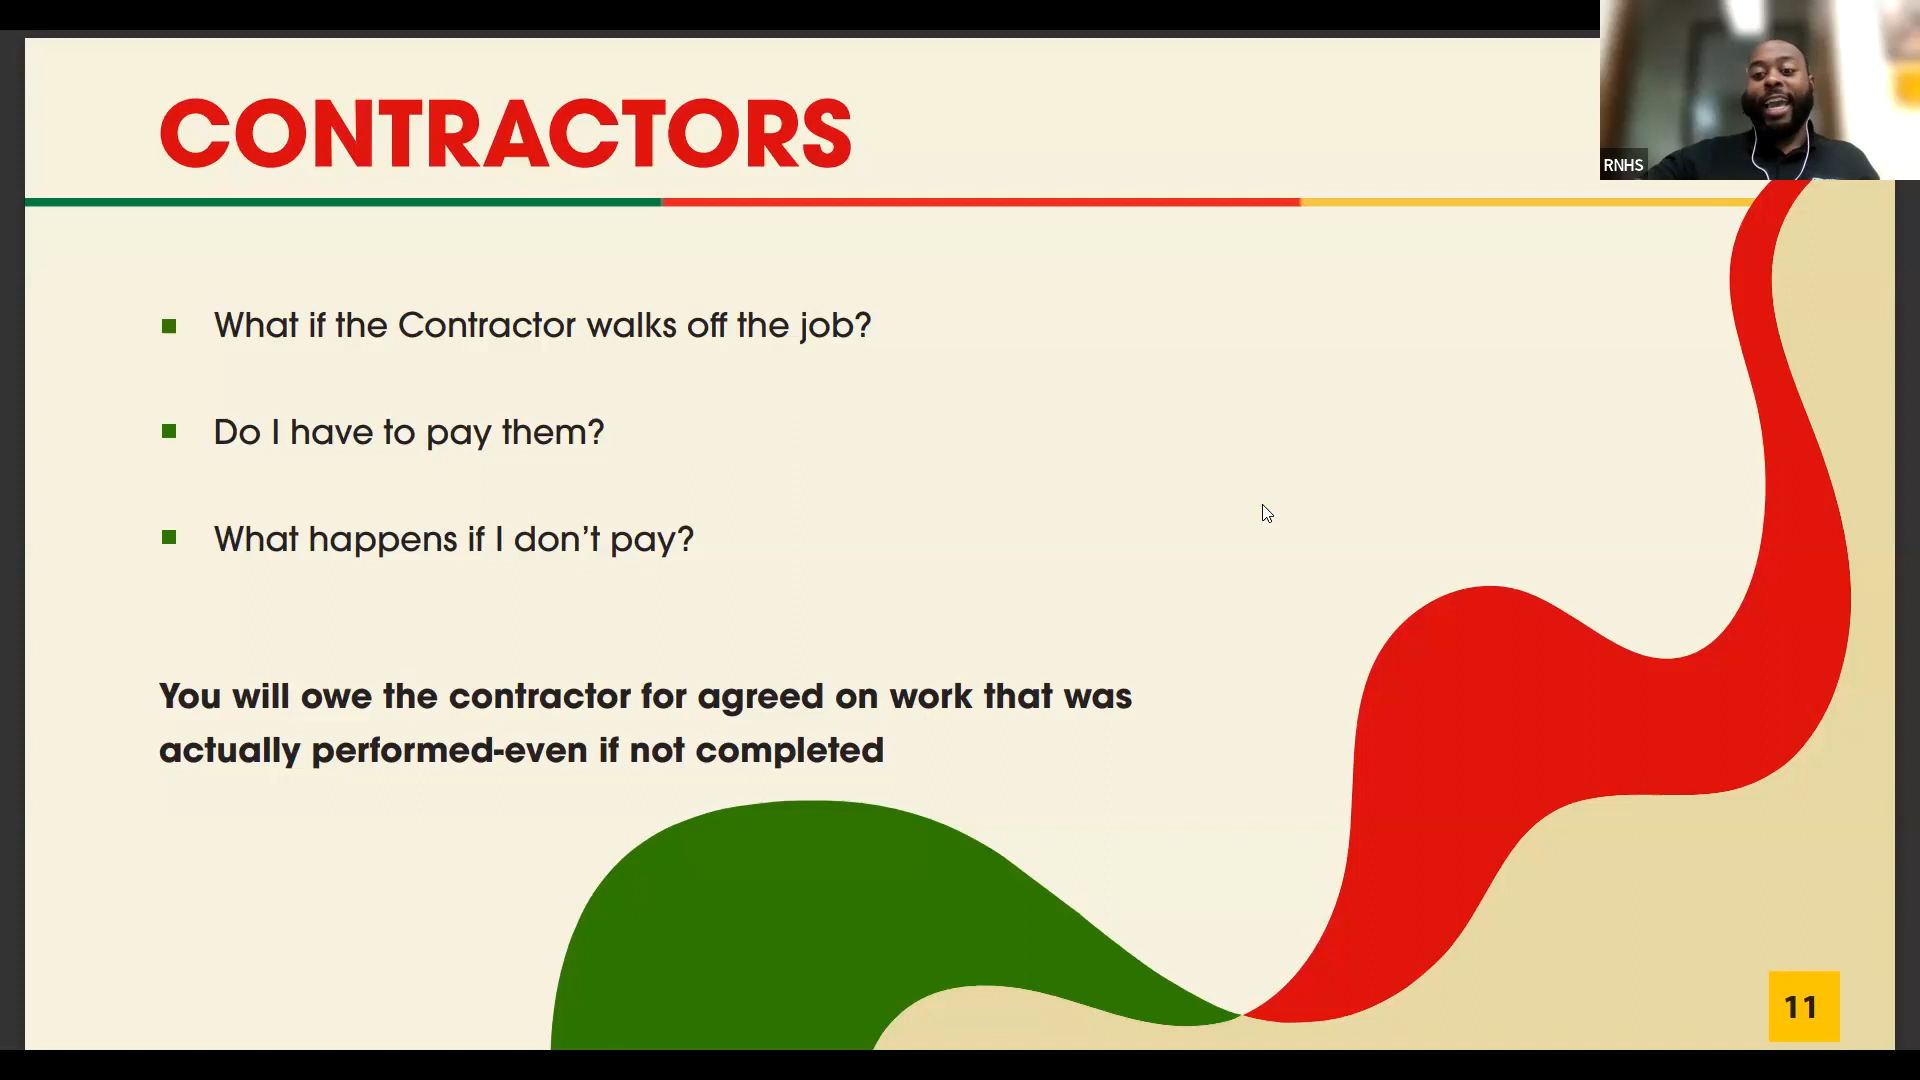 CONTRACTORS
RNHS
What if the Contractor walks off the job?
Do I have to pay them?
What happens if I don’t pay?
You will owe the contractor for agreed on work that was
actually performed-even if not completed
11